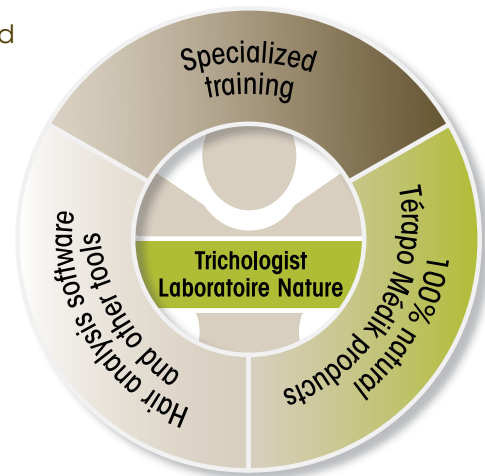 d
Specialized
training
Trichologist
Laboratoire Nature
100% natural
Térapo Médik products
Hair analysis software
and other tools